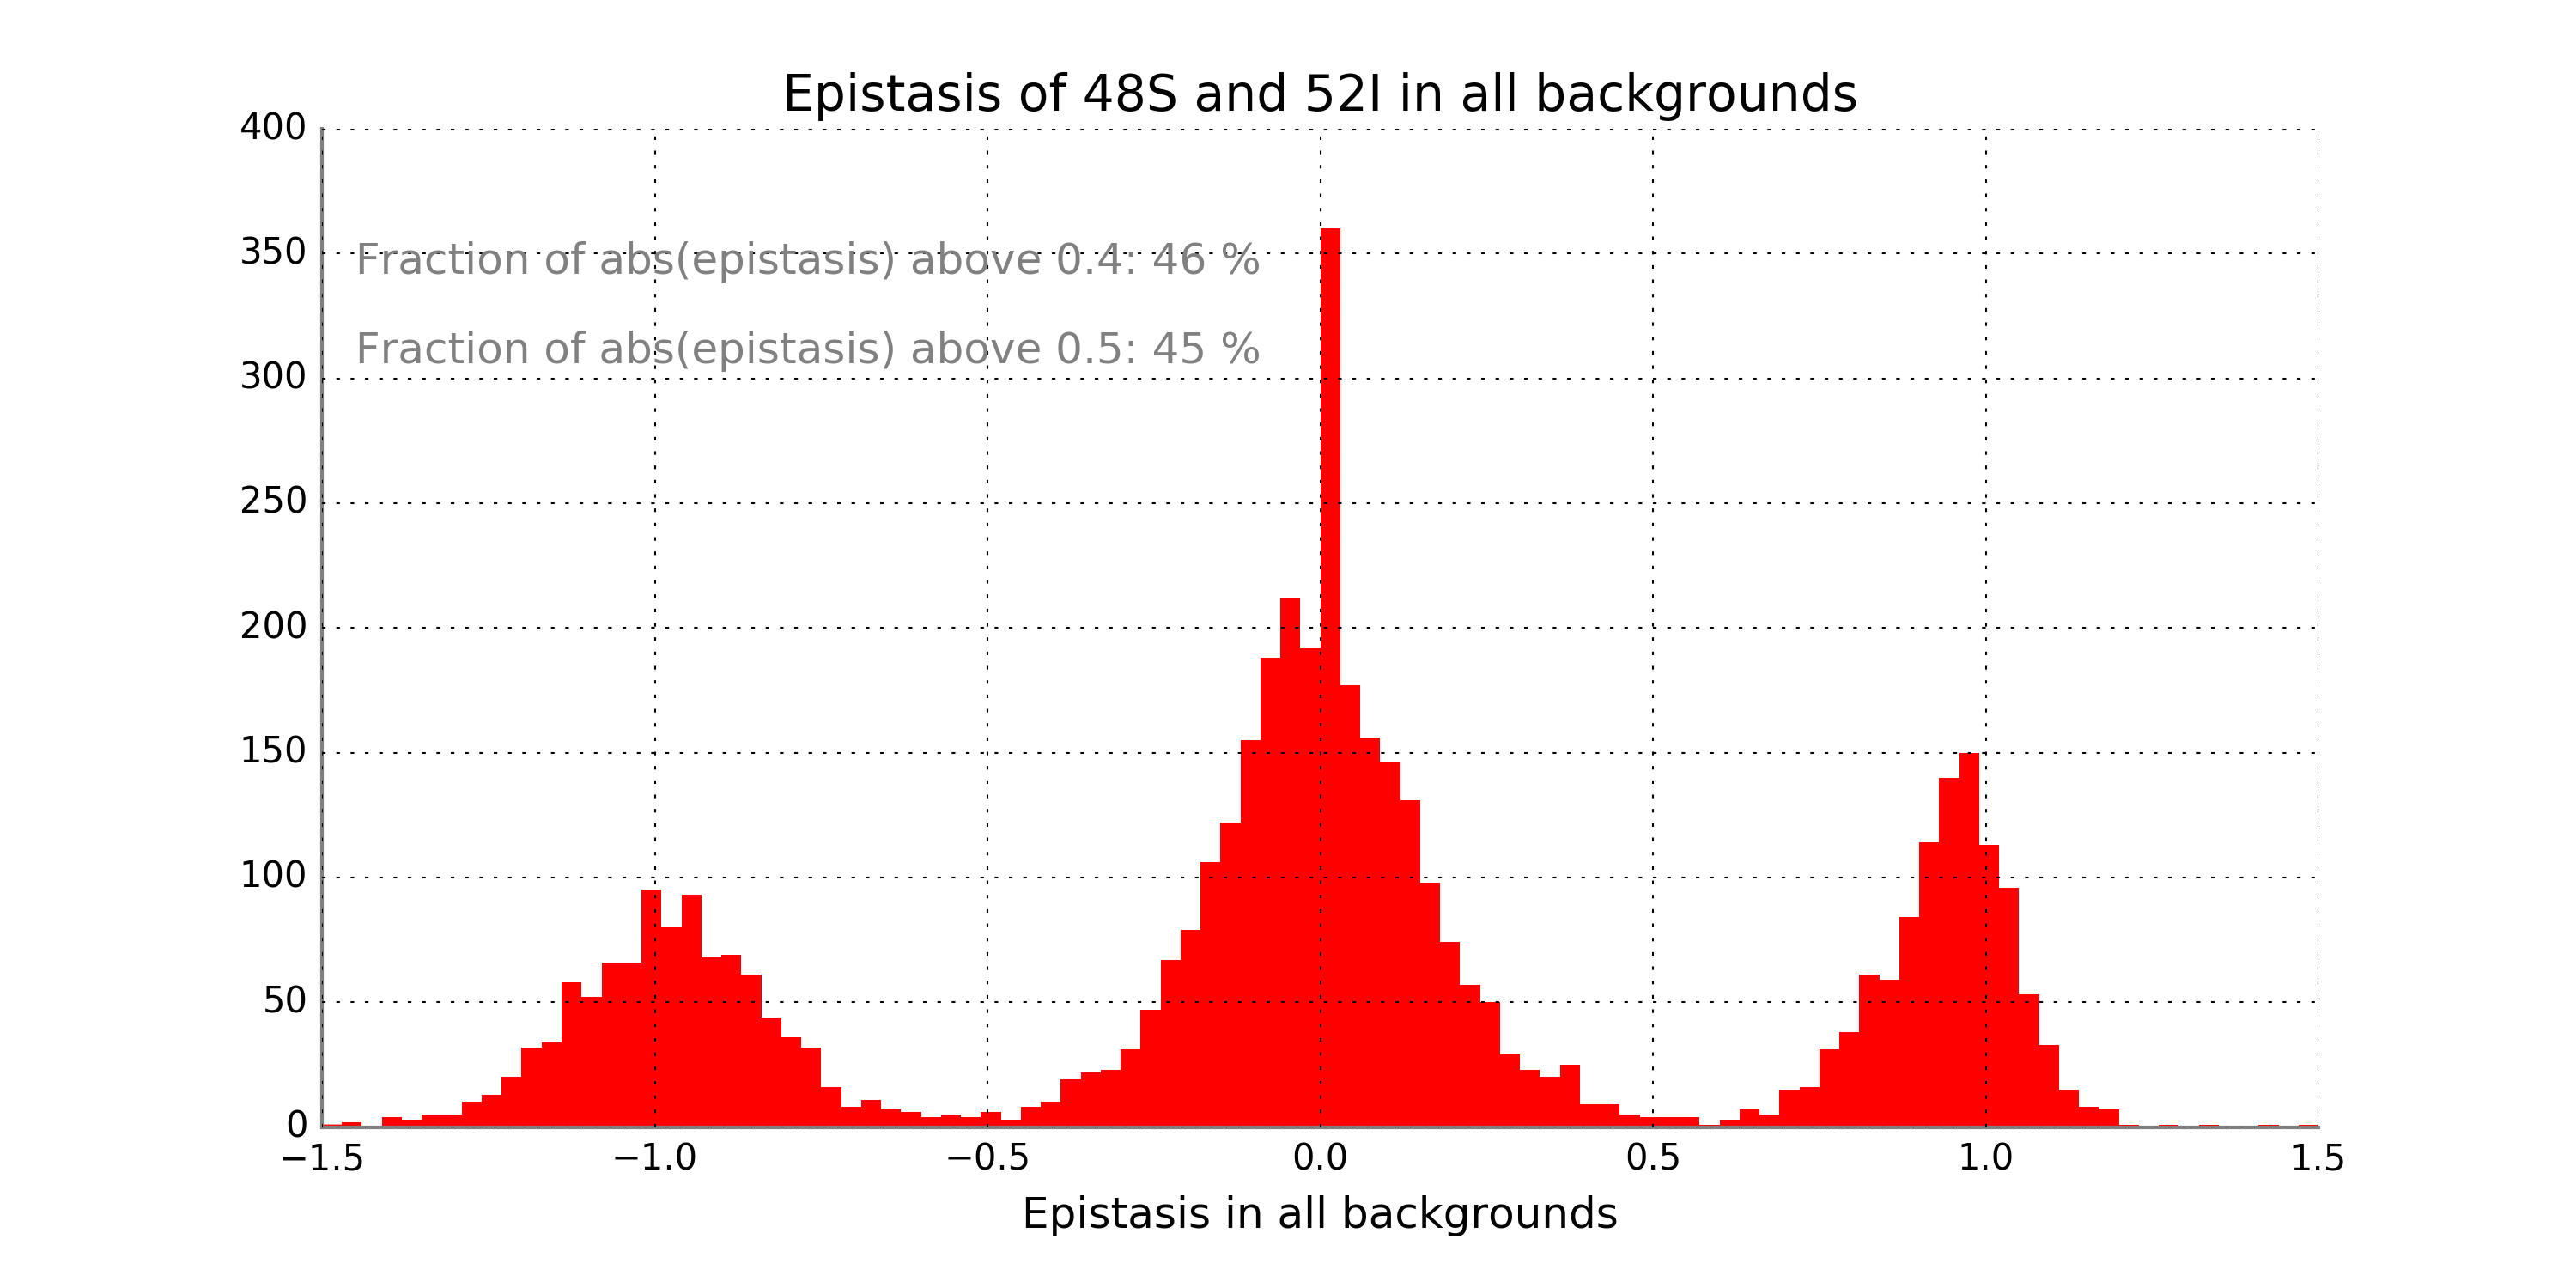 Epistasis of 48S and 52I in all backgrounds
400
350
300
250
200
150
100
50
0
Fraction of abs(epistasis) above 0.4: 46 %
Fraction of abs(epistasis) above 0.5: 45 %
−1.5 −1.0 −0.5 0.0 0.5 1.0 1.5
Epistasis in all backgrounds